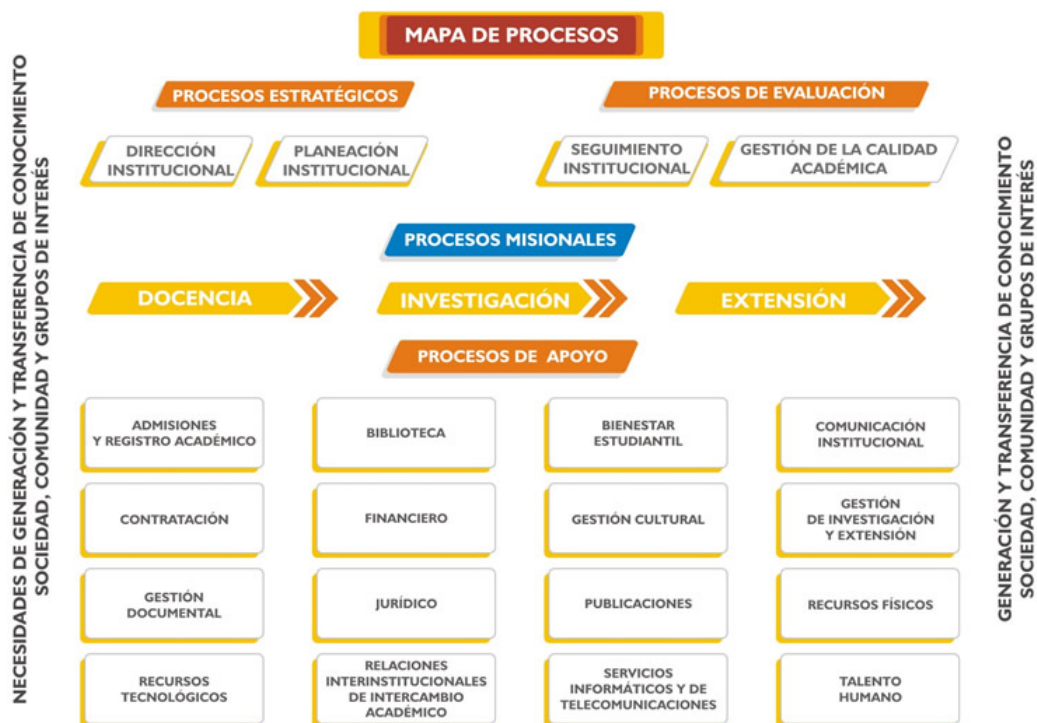 MAPA DE PROCESOS
NECESIDADES DE GENERACIÓN Y TRANSFERENCIA DE CONOCIMIENTO
SOCIEDAD, COMUNIDAD Y GRUPOS DE INTERÉS
PROCESOS ESTRATÉGICOS
DIRECCIÓN
INSTITUCIONAL
PLANEACIÓN
INSTITUCIONAL
PROCESOS DE EVALUACIÓN
SEGUIMIENTO
INSTITUCIONAL
GESTIÓN DE LA CALIDAD
ACADÉMICA
PROCESOS MISIONALES
DOCENCIA
INVESTIGACIÓN
EXTENSIÓN
PROCESOS DE APOYO
ADMISIONES
Y REGISTRO ACADÉMICO
BIBLIOTECA
BIENESTAR
ESTUDIANTIL
COMUNICACIÓN
INSTITUCIONAL
CONTRATACIÓN
FINANCIERO
GESTIÓN CULTURAL
GESTIÓN
DE INVESTIGACIÓN
Y EXTENSIÓN
GESTIÓN
DOCUMENTAL
JURÍDICO
PUBLICACIONES
RECURSOS FÍSICOS
RECURSOS
TECNOLÓGICOS
RELACIONES
INTERINSTITUCIONALES
DE INTERCAMBIO
ACADÉMICO
SERVICIOS
INFORMÁTICOS Y DE
TELECOMUNICACIONES
TALENTO
HUMANO
GENERACIÓN Y TRANSFERENCIA DE CONOCIMIENTO
SOCIEDAD, COMUNIDAD Y GRUPOS DE INTERÉS